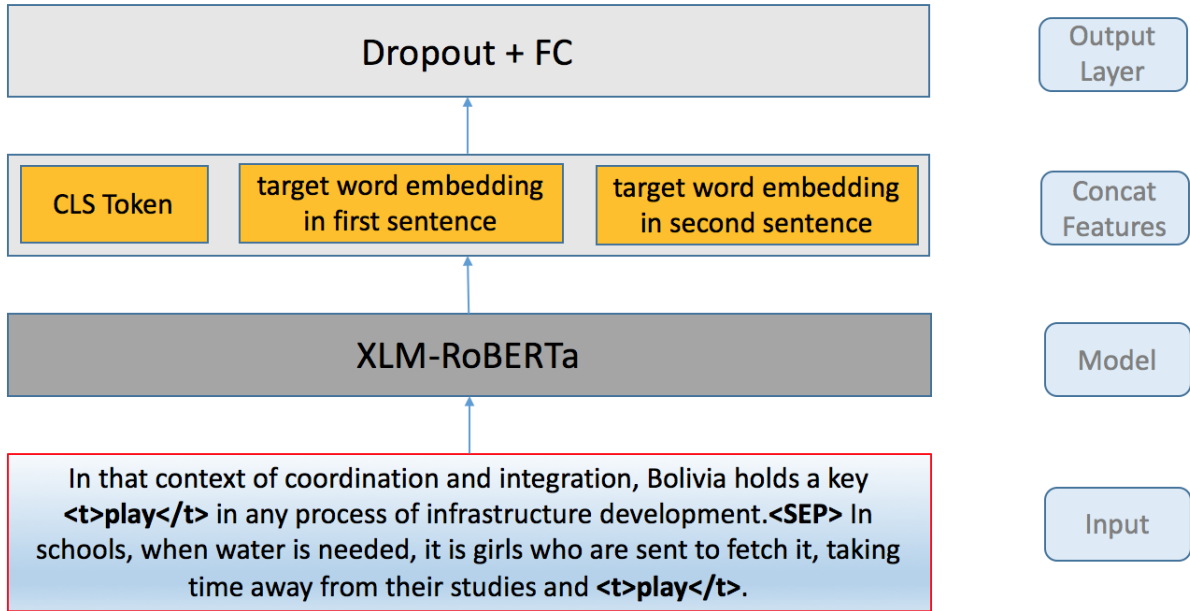 Dropout + FC
Output
Layer
CLS Token
target word embedding
in first sentence
target word embedding
in second sentence
Concat
Features
XLM-RoBERTa
Model
In that context of coordination and integration, Bolivia holds a key
<t>play</t> in any process of infrastructure development.<SEP> In
schools, when water is needed, it is girls who are sent to fetch it, taking
time away from their studies and <t>play</t>.
Input